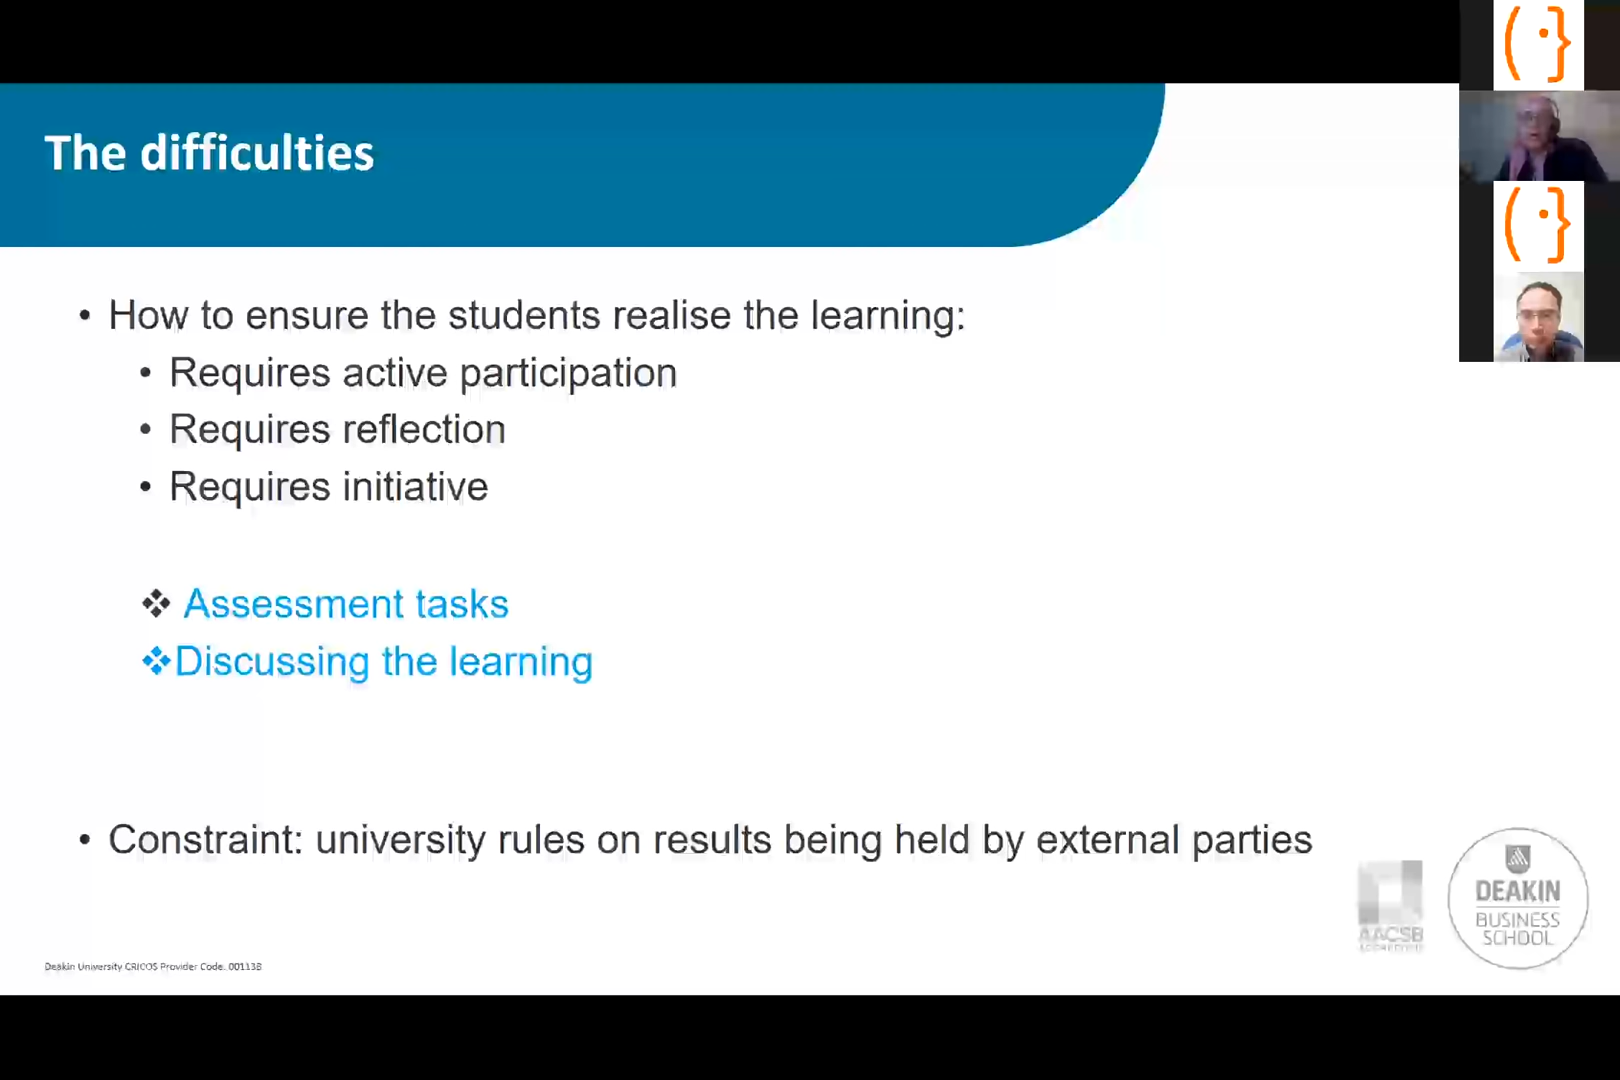 The difficulties
• How to ensure the students realise the learning:
• Requires active participation
• Requires reflection
• Requires initiative
❖ Assessment tasks
❖Discussing the learning
• Constraint: university rules on results being held by external parties
AACSB
DEAKIN
BUSINESS
SCHOOL
Deakin University CRICOS Provider Code: 00113B